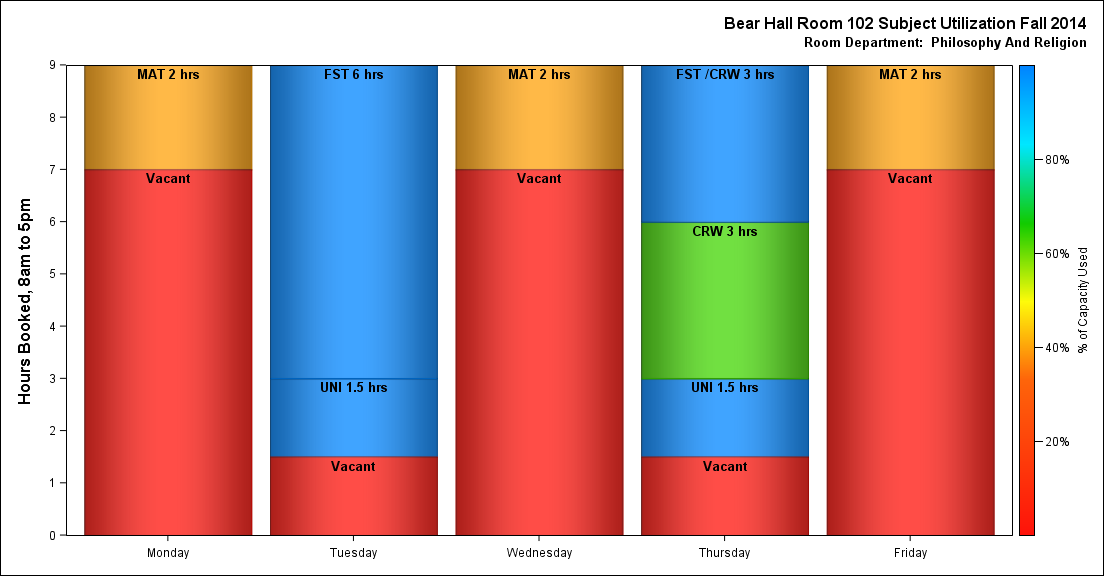 Bear Hall Room 102 Subject Utilization Fall 2014
Room Department:  Philosophy And Religion
Hours Booked, 8am to 5pm
9
8
7
6
5
4
3
2
1
0
MAT 2 hrs
Vacant
FST 6 hrs
UNI 1.5 hrs
Vacant
MAT 2 hrs
Vacant
FST /CRW 3 hrs
CRW 3 hrs
UNI 1.5 hrs
Vacant
MAT 2 hrs
Vacant
Monday
Tuesday
Wednesday
Thursday
Friday
80%
60%
40%
20%
% of Capacity Used